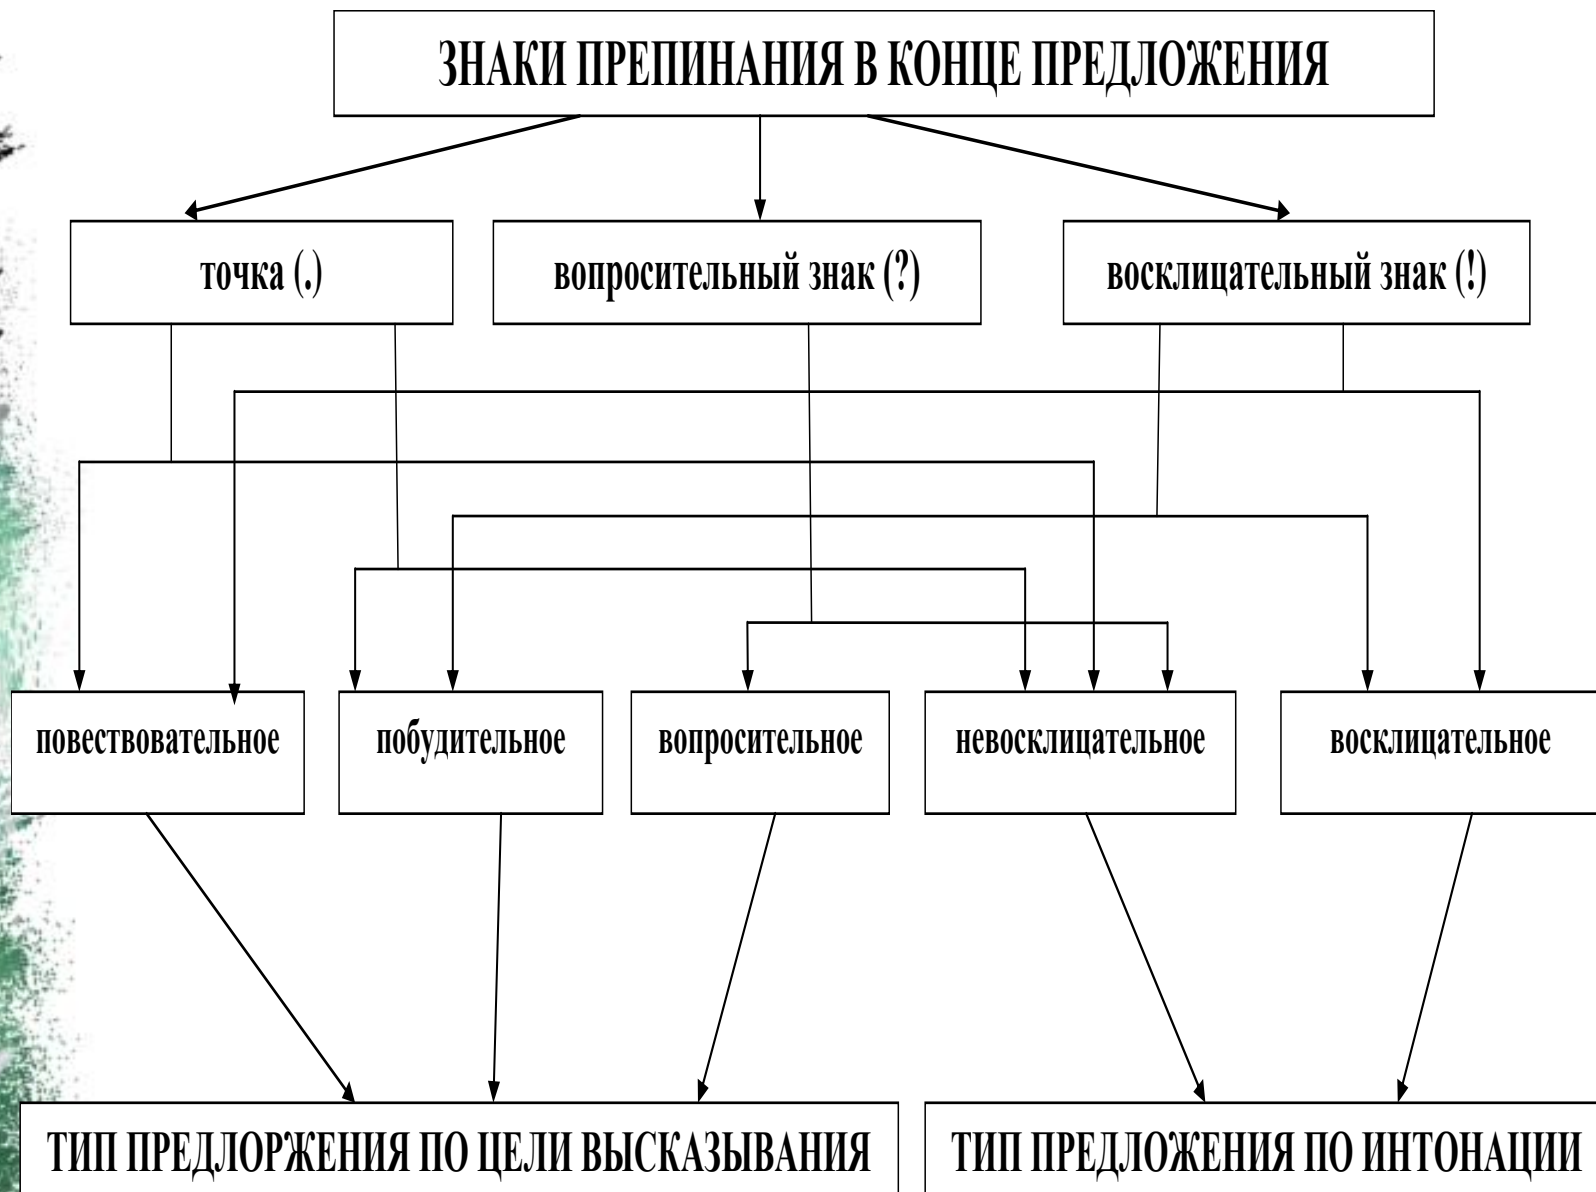 ЗНАКИ ПРЕПИНАНИЯ В КОНЦЕ ПРЕДЛОЖЕНИЯ
точка (.)
вопросительный знак (?)
восклицательный знак (!)
повествовательное
побудительное
вопросительное
невосклицательное
восклицательное
ТИП ПРЕДЛОРЖЕНИЯ ПО ЦЕЛИ ВЫСКАЗЫВАНИЯ
ТИП ПРЕДЛОЖЕНИЯ ПО ИНТОНАЦИИ